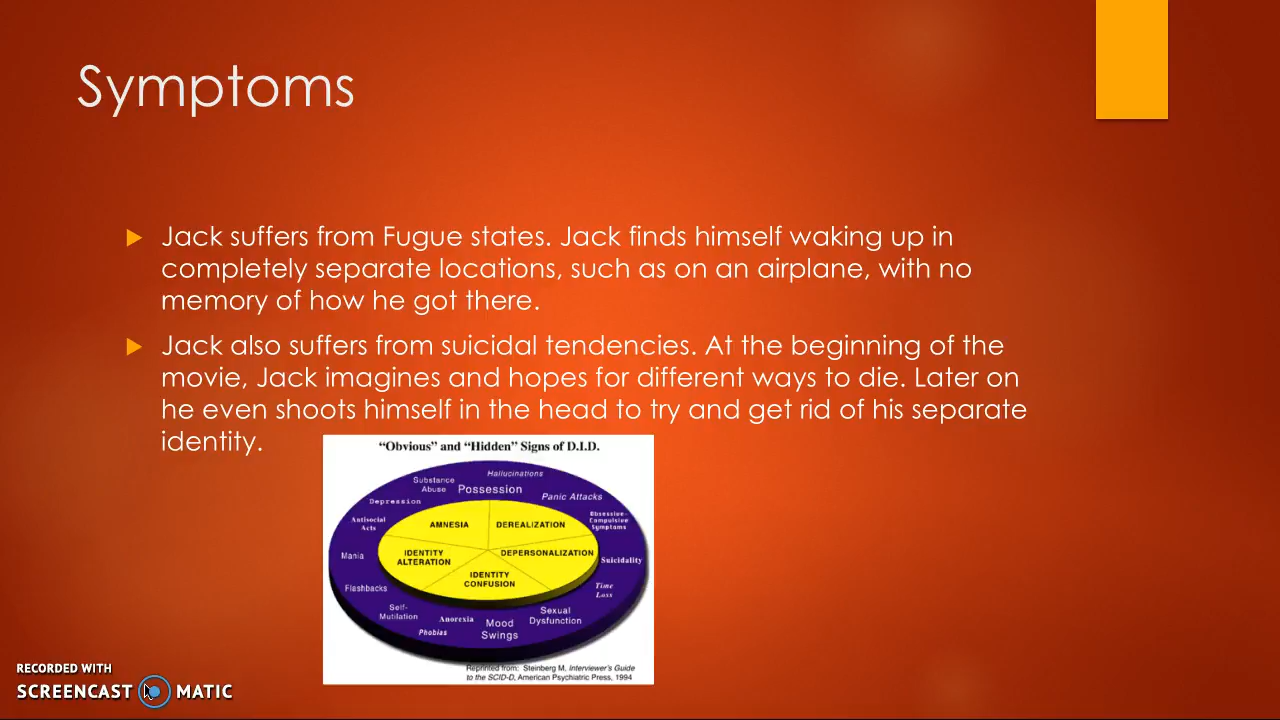 Symptoms
Jack suffers from Fugue states. Jack finds himself waking up in
completely separate locations, such as on an airplane, with no
memory of how he got there.
Jack also suffers from suicidal tendencies. At the beginning of the
movie, Jack imagines and hopes for different ways to die. Later on
he even shoots himself in the head to try and get rid of his separate
identity.
“Obvious” and “Hidden” Signs of D.I.D.
Hallucinations
Substance
Abuse
Possession
Panic Attacks
Depression
Antisocial
Acts
AMNESIA
DEREALIZATION
Obsessive-
Compulsive
Symptoms
Mania
IDENTITY
ALTERATION
DEPERSONALIZATION
Suicidality
IDENTITY
CONFUSION
Flashbacks
Time
Loss
Self-
Mutilation
Anorexia
Phobias
Mood
Swings
Sexual
Dysfunction
Reprinted from: Steinberg M, Interviewer's Guide
to the SCID-D, American Psychiatric Press, 1994
RECORDED WITH
SCREENCAST MATIC